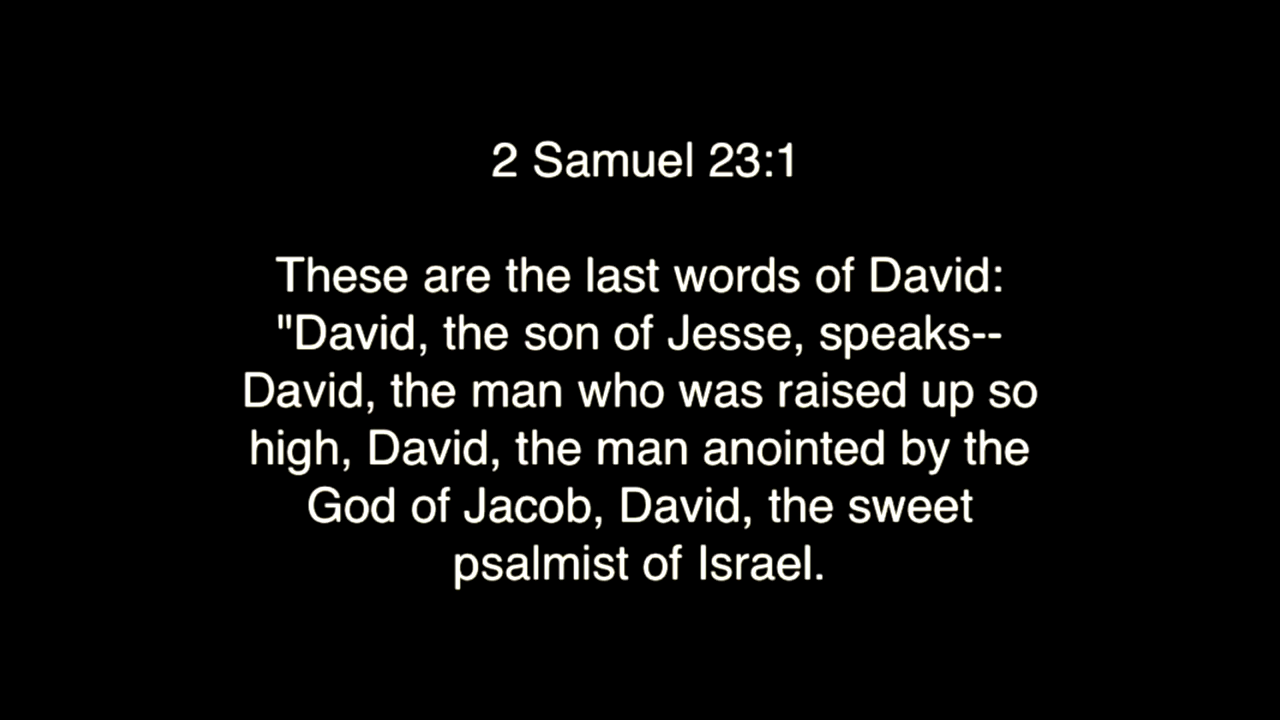 2 Samuel 23:1
These are the last words of David:
"David, the son of Jesse, speaks--
David, the man who was raised up so
high, David, the man anointed by the
God of Jacob, David, the sweet
psalmist of Israel.